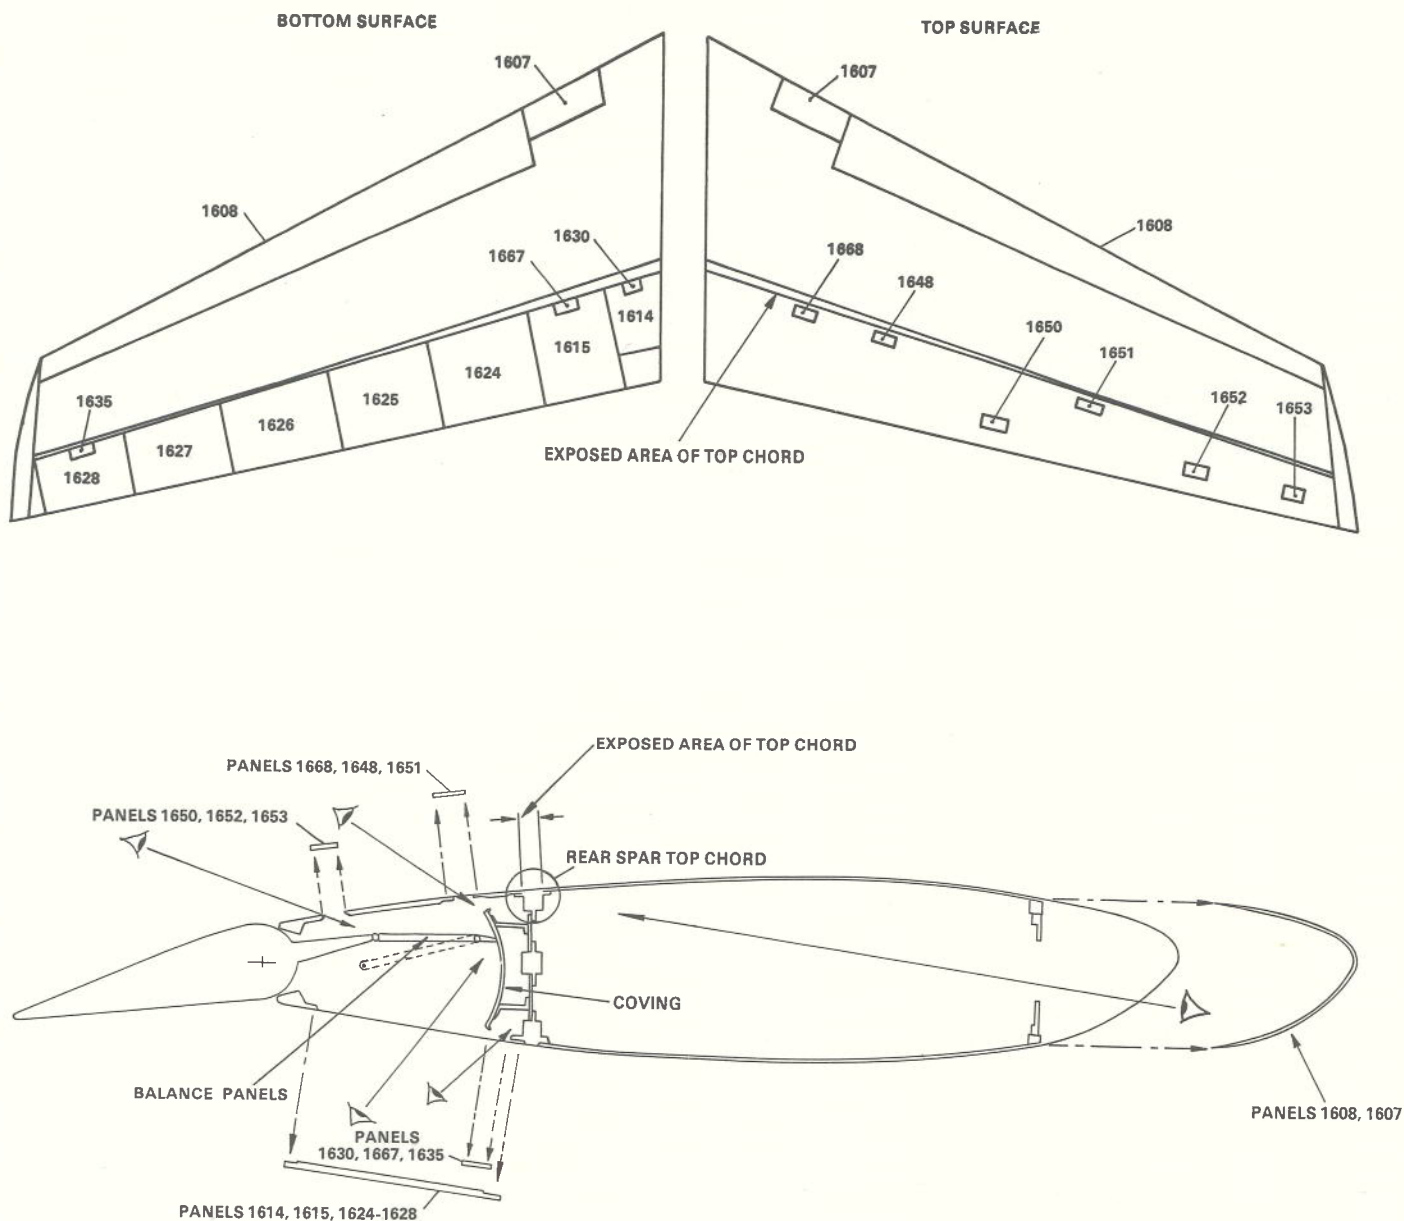 BOTTOM SURFACE
TOP SURFACE
1607
1608
1630
1667
1614
1615
1624
1625
1626
1635
1627
1628
1607
1608
1668
1648
1650
1651
1652
1653
EXPOSED AREA OF TOP CHORD
EXPOSED AREA OF TOP CHORD
PANELS 1668, 1648, 1651
PANELS 1650, 1652, 1653
REAR SPAR TOP CHORD
COVING
BALANCE PANELS
PANELS
1630, 1667, 1635
PANELS 1608, 1607
PANELS 1614, 1615, 1624-1628